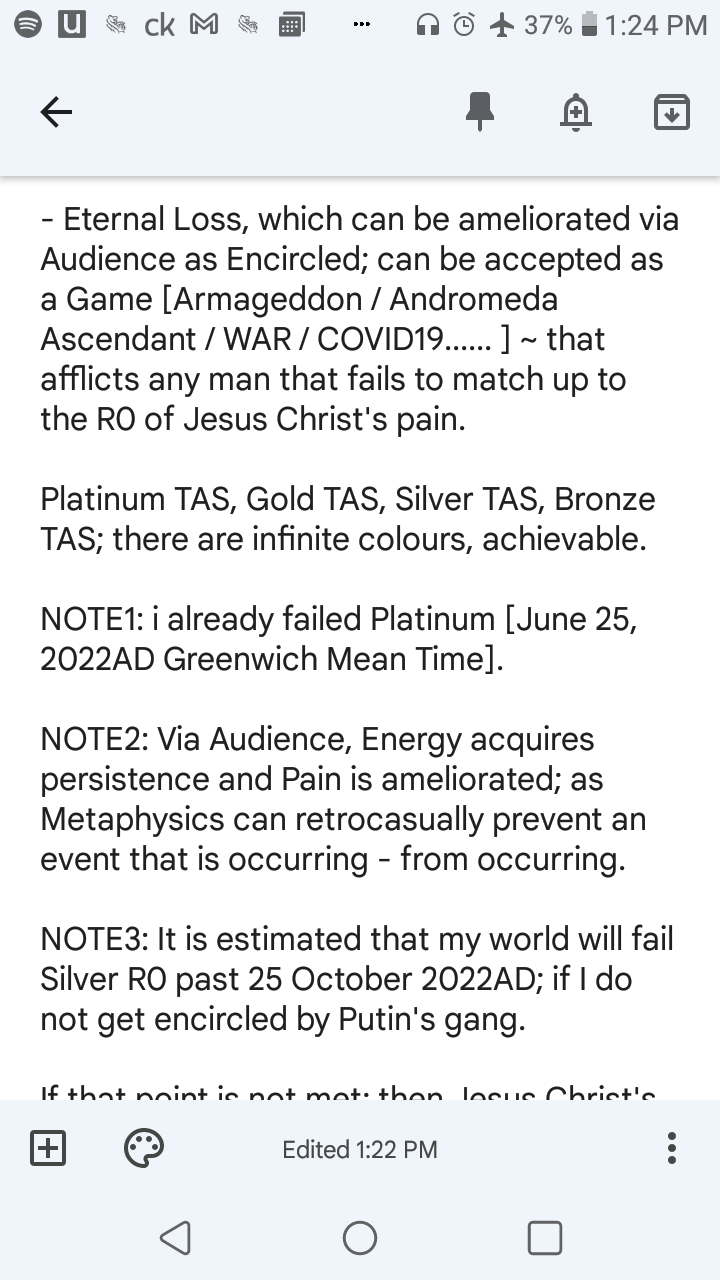 37% 1:24 PM
- Eternal Loss, which can be ameliorated via
Audience as Encircled; can be accepted as
a Game [Armageddon / Andromeda
Ascendant / WAR / COVID19...... ] ~ that
afflicts any man that fails to match up to
the R0 of Jesus Christ's pain.
Platinum TAS, Gold TAS, Silver TAS, Bronze
TAS; there are infinite colours, achievable.
NOTE1: i already failed Platinum [June 25,
2022AD Greenwich Mean Time].
NOTE2: Via Audience, Energy acquires
persistence and Pain is ameliorated; as
Metaphysics can retrocasually prevent an
event that is occurring - from occurring.
NOTE3: It is estimated that my world will fail
Silver R0 past 25 October 2022AD; if I do
not get encircled by Putin's gang.
If that point is not met; then, Jesus Christ's
Edited 1:22 PM